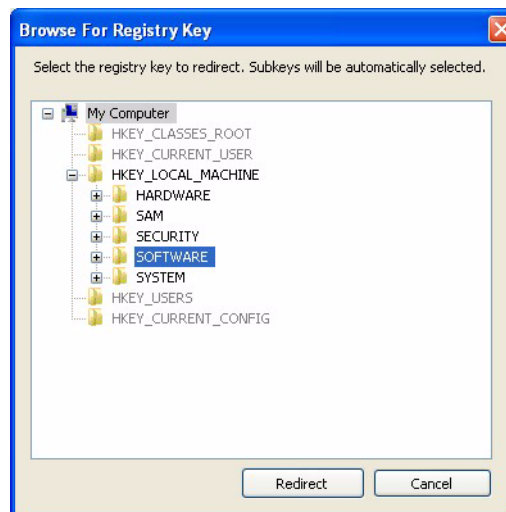 Browse For Registry Key
Select the registry key to redirect. Subkeys will be automatically selected.
My Computer
HKEY_CLASSES_ROOT
HKEY_CURRENT_USER
HKEY_LOCAL_MACHINE
HARDWARE
SAM
SECURITY
SOFTWARE
SYSTEM
HKEY_USERS
HKEY_CURRENT_CONFIG
Redirect Cancel